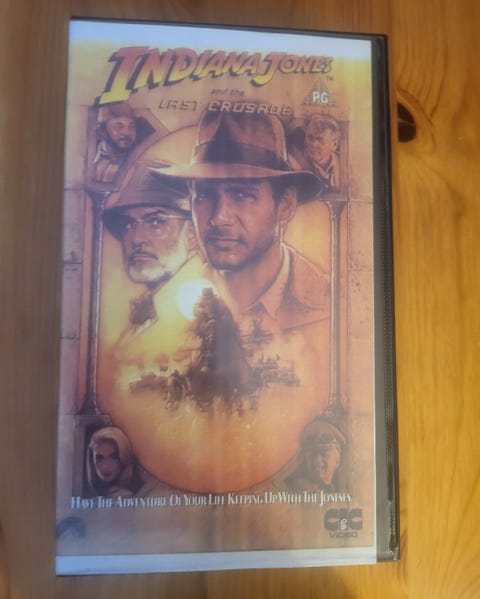 INDIANA JONES
TM
and the
LAST CRUSADE
PG
HAVE THE ADVENTURE OF YOUR LIFE KEEPING UP WITH THE JONESES.
CIC
VIDEO